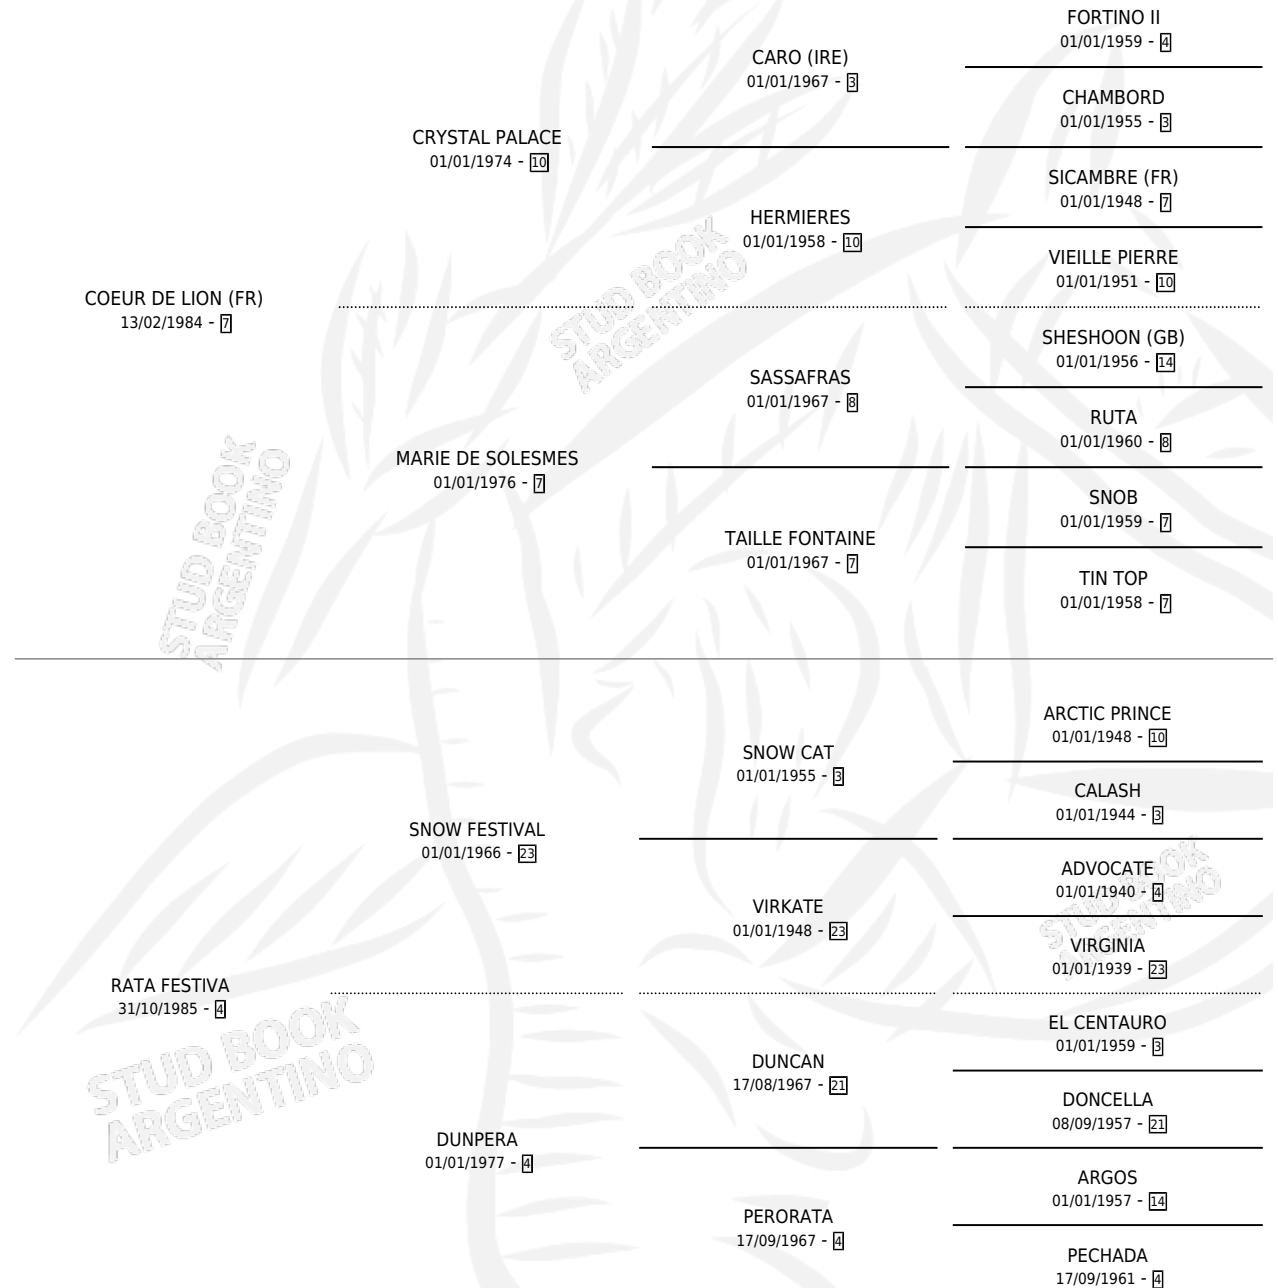 FORTINO II
01/01/1959 - 4
CARO (IRE)
01/01/1967 - 3
CHAMBORD
01/01/1955 - 3
CRYSTAL PALACE
01/01/1974 - 10
SICAMBRE (FR)
01/01/1948 - 7
HERMIERES
01/01/1958 - 10
VIEILLE PIERRE
01/01/1951 - 10
COEUR DE LION (FR)
13/02/1984 - 7
STUD BOOK
ARGENTINO
SHESHOON (GB)
01/01/1956 - 14
SASSAFRAS
01/01/1967 - 8
RUTA
01/01/1960 - 8
MARIE DE SOLESMES
01/01/1976 - 7
SNOB
01/01/1959 - 7
TAILLE FONTAINE
01/01/1967 - 7
TIN TOP
01/01/1958 - 7
STUD BOOK
ARGENTINO
ARCTIC PRINCE
01/01/1948 - 10
SNOW CAT
01/01/1955 - 3
CALASH
01/01/1944 - 3
SNOW FESTIVAL
01/01/1966 - 23
ADVOCATE
01/01/1940 - 4
VIRKATE
01/01/1948 - 23
STUD BOOK
ARGENTINO
VIRGINIA
01/01/1939 - 23
RATA FESTIVA
31/10/1985 - 4
EL CENTAURO
01/01/1959 - 3
DUNCAN
17/08/1967 - 21
STUD BOOK
ARGENTINO
DONCELLA
08/09/1957 - 21
DUNPERA
01/01/1977 - 4
ARGOS
01/01/1957 - 14
PERORATA
17/09/1967 - 4
PECHADA
17/09/1961 - 4